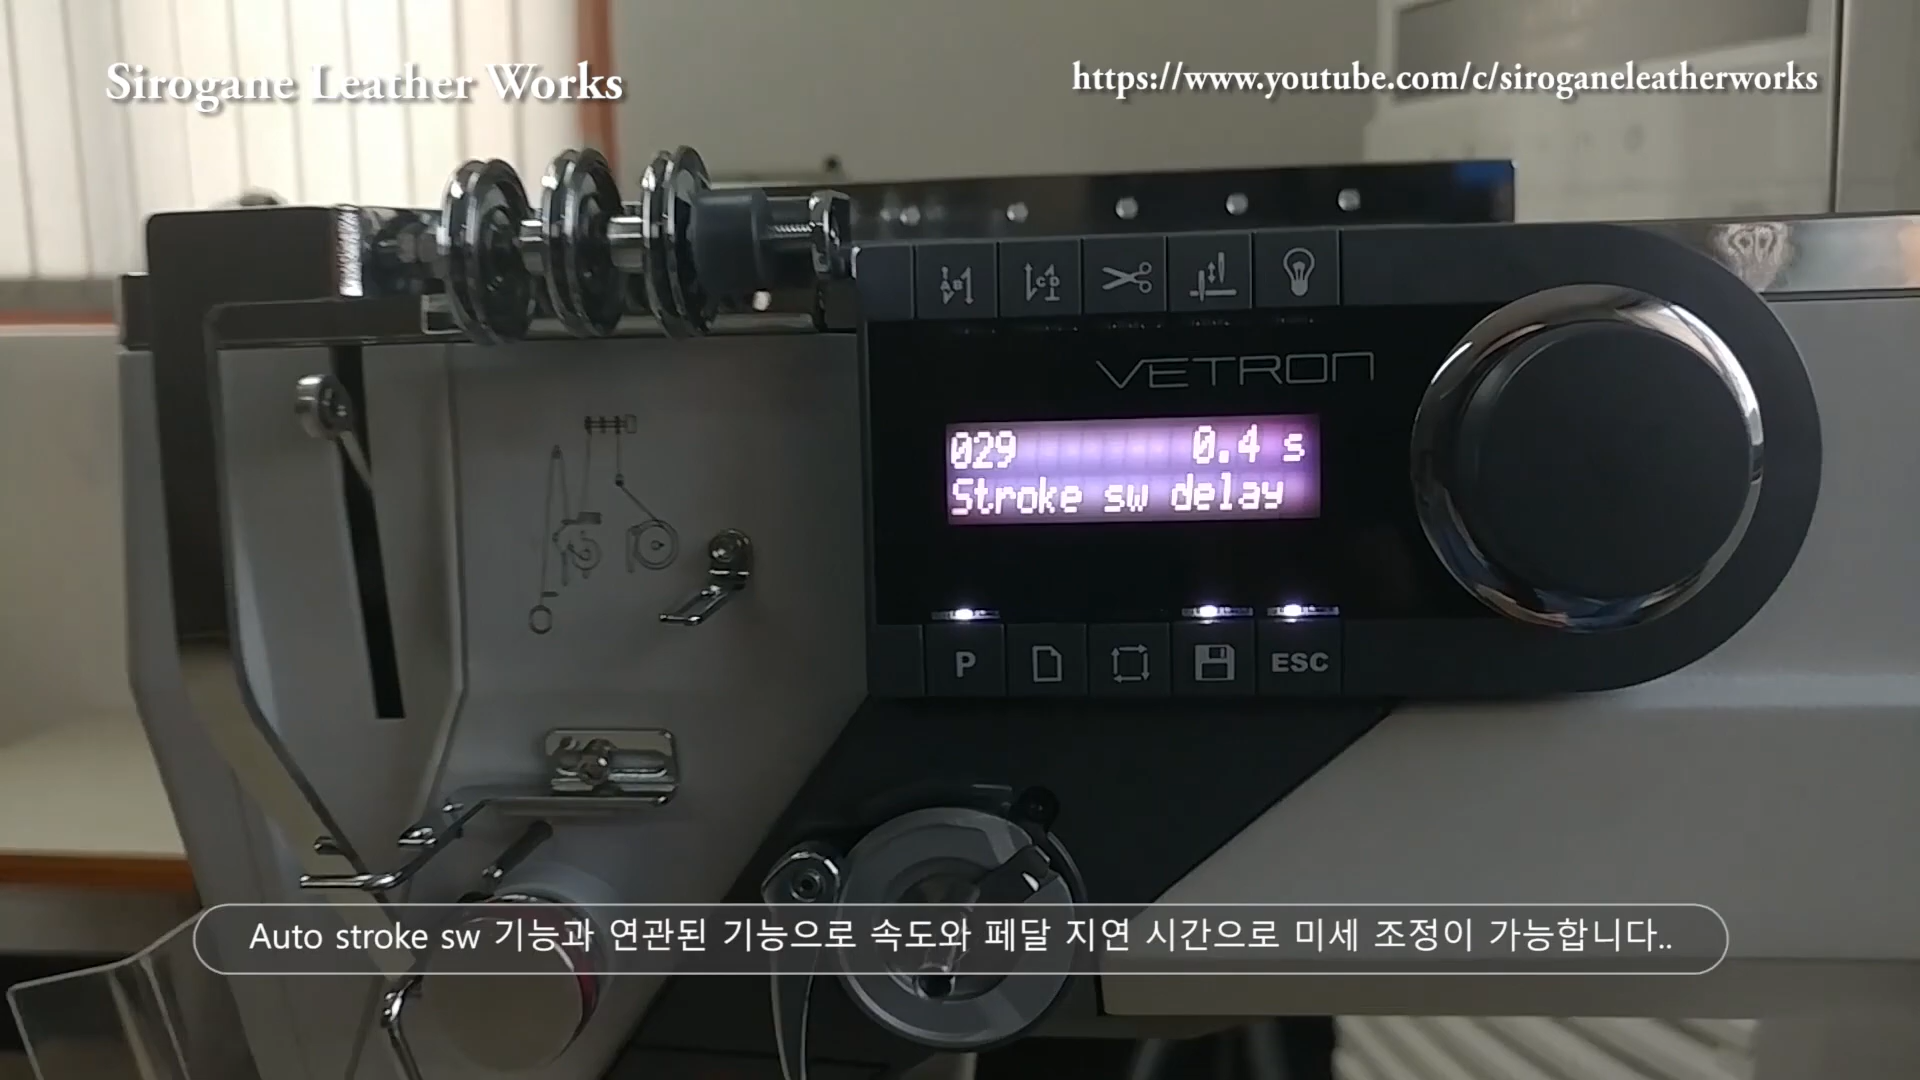 Sirogane Leather Works
https://www.youtube.com/c/siroganeleatherworks
AB
CD
VETRON
029 0.4 s
Stroke sw delay
P
ESC
Auto stroke sw 기능과 연관된 기능으로 속도와 페달 지연 시간으로 미세 조정이 가능합니다..